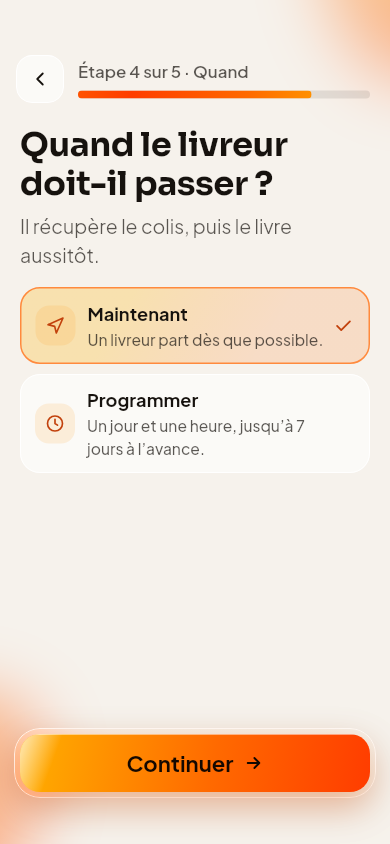 Étape 4 sur 5 · Quand
Quand le livreur
doit-il passer ?
Il récupère le colis, puis le livre
aussitôt.
Maintenant
Un livreur part dès que possible.
Programmer
Un jour et une heure, jusqu’à 7
jours à l’avance.
Continuer →